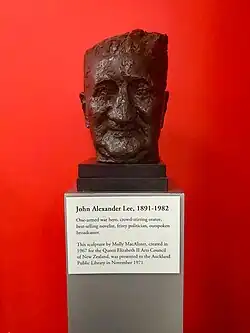 John Alexander Lee, 1891-1982
One-armed war hero, crowd-stirring orator,
best-selling novelist, feisty politician, outspoken
broadcaster.
This sculpture by Molly Macalister, created in
1967 for the Queen Elizabeth II Arts Council
of New Zealand, was presented to the Auckland
Public Library in November 1971.